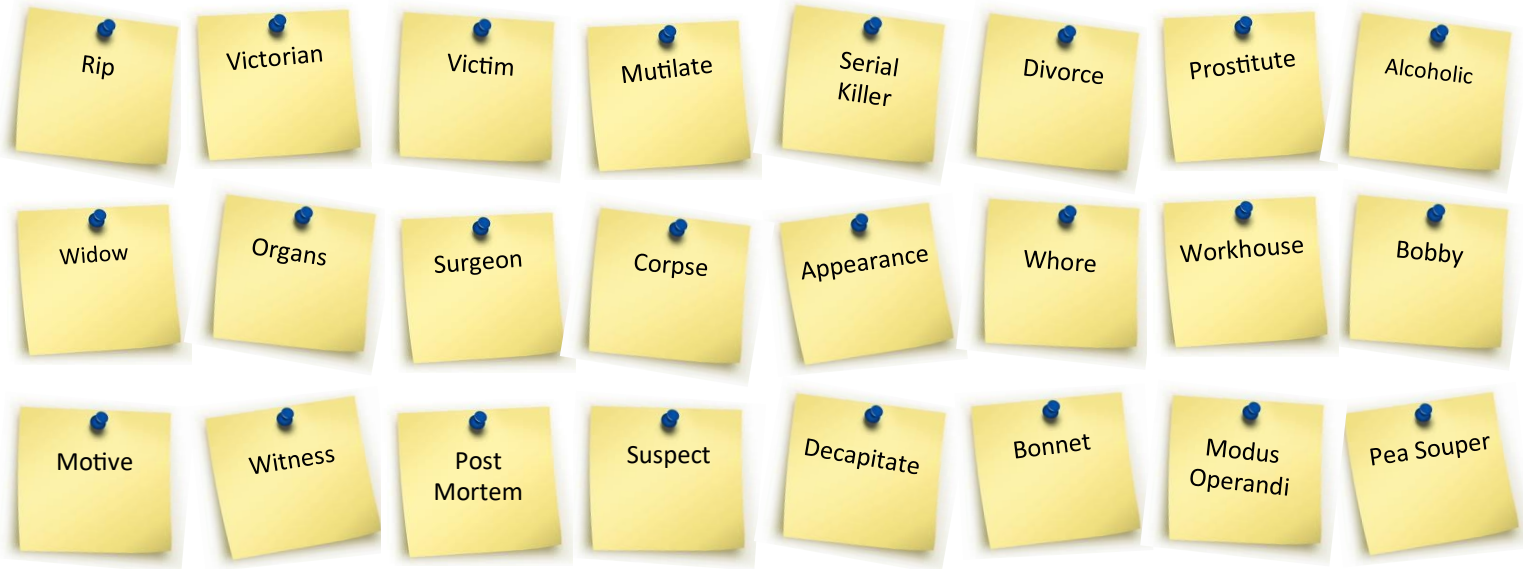 Rip
Victorian
Victim
Mutilate
Serial
Killer
Divorce
Prostitute
Alcoholic
Widow
Organs
Surgeon
Corpse
Appearance
Whore
Workhouse
Bobby
Motive
Witness
Post
Mortem
Suspect
Decapitate
Bonnet
Modus
Operandi
Pea Souper